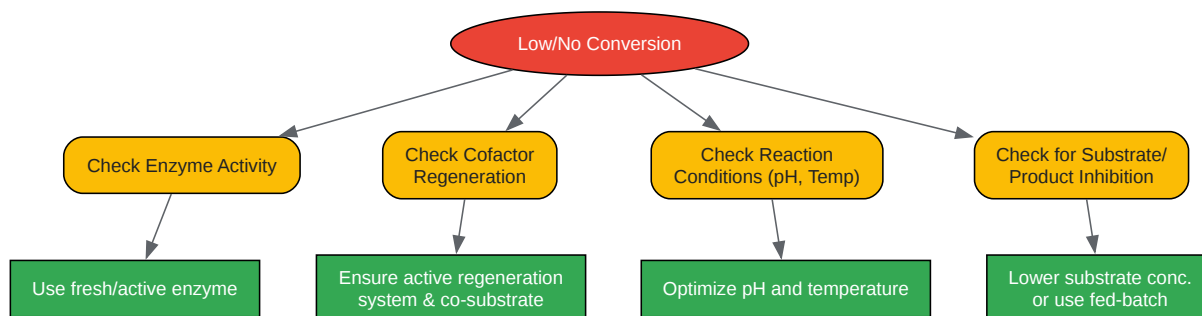 Low/No Conversion
Check Enzyme Activity
Check Cofactor
Regeneration
Check Reaction
Conditions (pH, Temp)
Check for Substrate/
Product Inhibition
Use fresh/active enzyme
Ensure active regeneration
system & co-substrate
Optimize pH and temperature
Lower substrate conc.
or use fed-batch